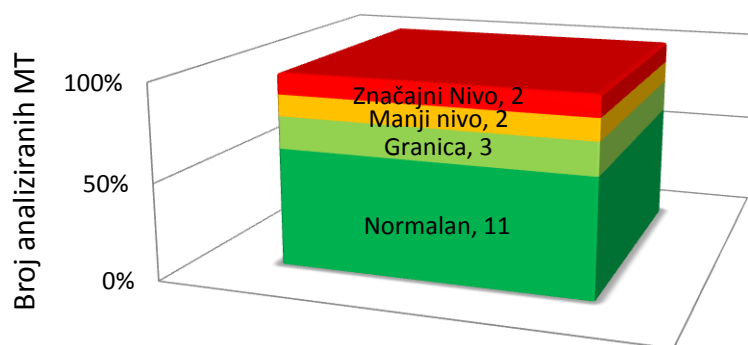 Broj analiziranih MT
100%
50%
0%
Značajni Nivo, 2
Manji nivo, 2
Granica, 3
Normalan, 11